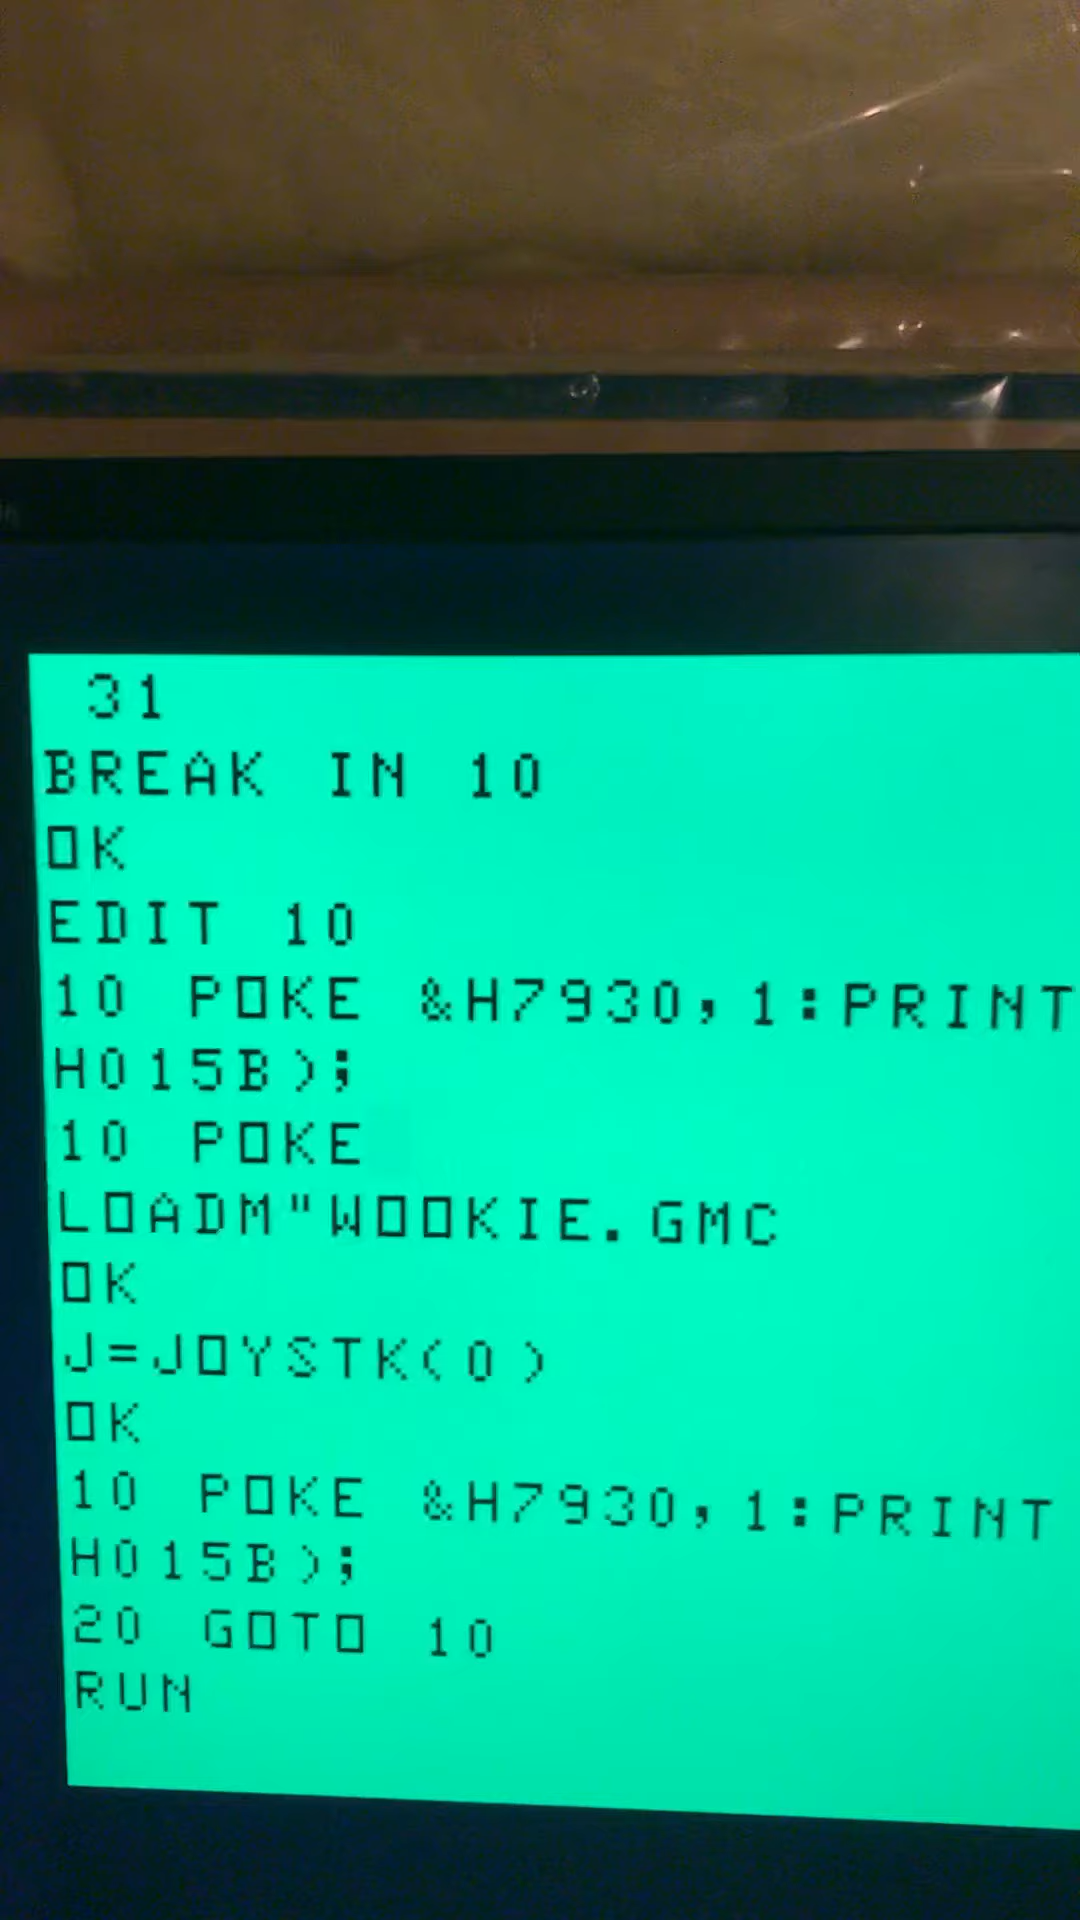 31
BREAK IN 10
OK
EDIT 10
10 POKE &H7930,1:PRINT
H015B);
10 POKE
LOADM"WOOKIE.GMC
OK
J=JOYSTK(0)
OK
10 POKE &H7930,1:PRINT
H015B);
20 GOTO 10
RUN